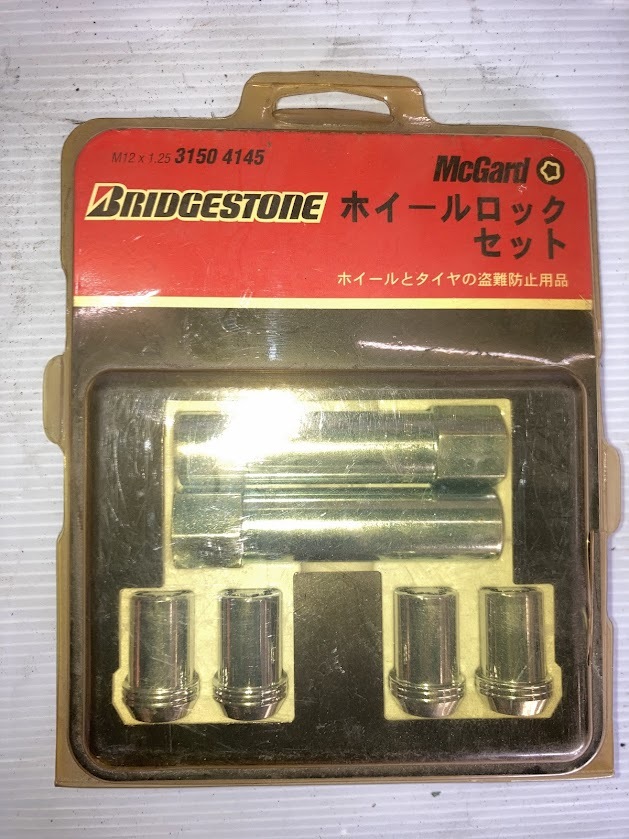 M12 x 1.25 3150 4145
McGard
BRIDGESTONE ホイールロック
セット
ホイールとタイヤの盗難防止用品